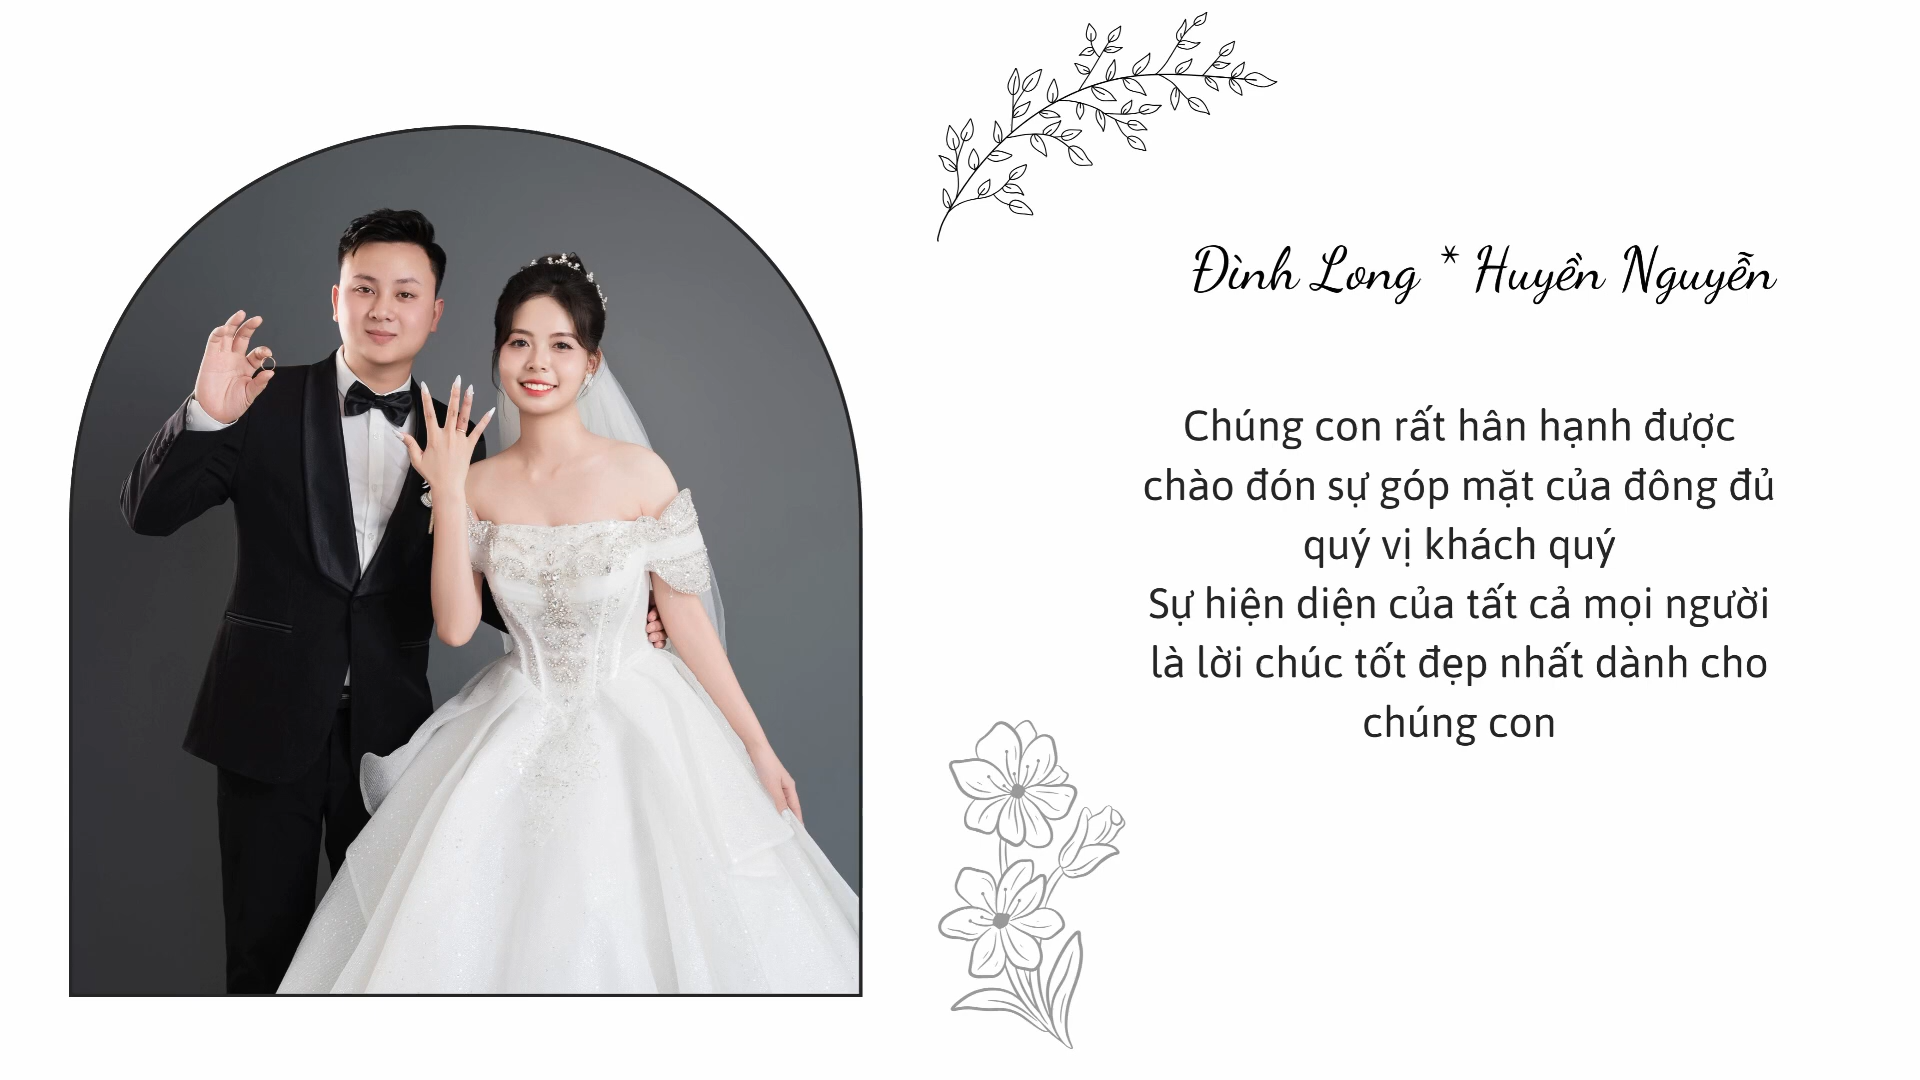 Đình Long * Huyền Nguyễn
Chúng con rất hân hạnh được
chào đón sự góp mặt của đông đủ
quý vị khách quý
Sự hiện diện của tất cả mọi người
là lời chúc tốt đẹp nhất dành cho
chúng con